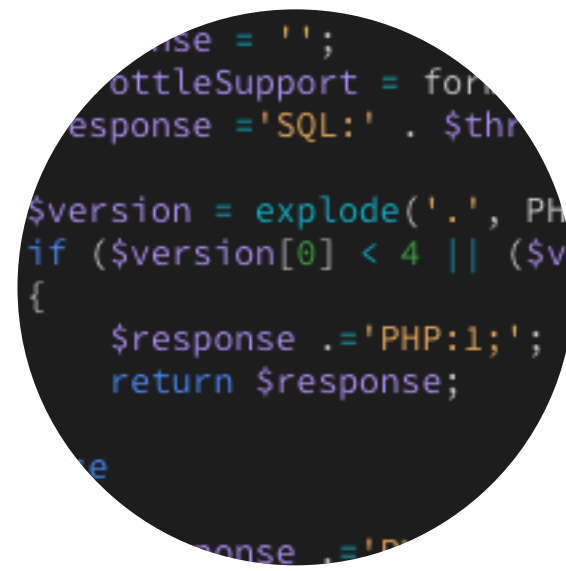 nse = '';
ottleSupport = for
esponse ='SQL:' . $thr
$version = explode('.', PH
if ($version[0] < 4 || ($v
{
$response .='PHP:1;';
return $response;
e
ponse .='P